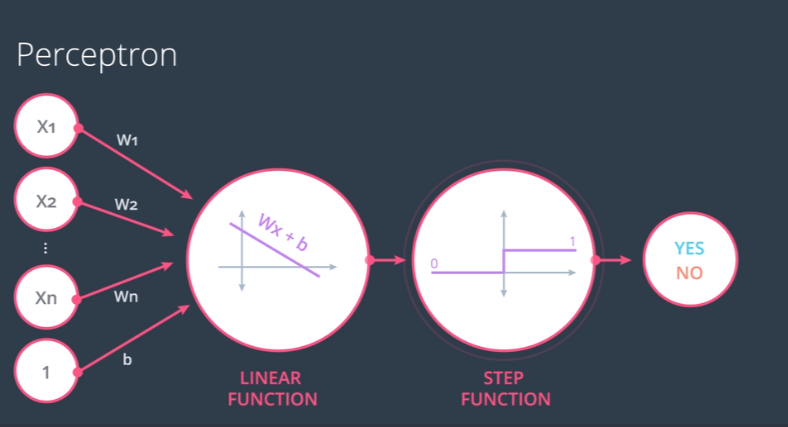 Perceptron
X1
W1
X2
W2
Xn
Wn
1
b
Wx + b
LINEAR
FUNCTION
0
1
STEP
FUNCTION
YES
NO